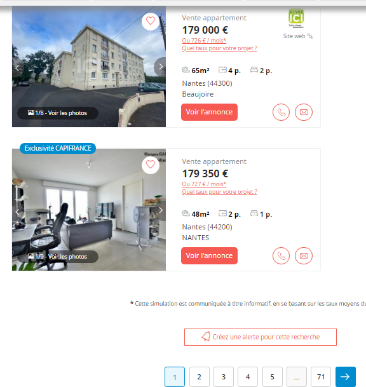 Vente appartement
179 000 €
Ou 726 € / mois*
Quel taux pour votre projet ?
ici
Site web
65m² 4 p. 2 p.
Nantes (44300)
Beaujoire
Voir l'annonce
1/6 - Voir les photos
Exclusivité CAPIFRANCE
Vente appartement
179 350 €
Ou 727 € / mois*
Quel taux pour votre projet ?
48m² 2 p. 1 p.
Nantes (44200)
NANTES
Voir l'annonce
- Voir les photos
* Cette simulation est communiquée à titre informatif, en se basant sur les taux moyens du
Créez une alerte pour cette recherche
1 2 3 4 5 ... 71